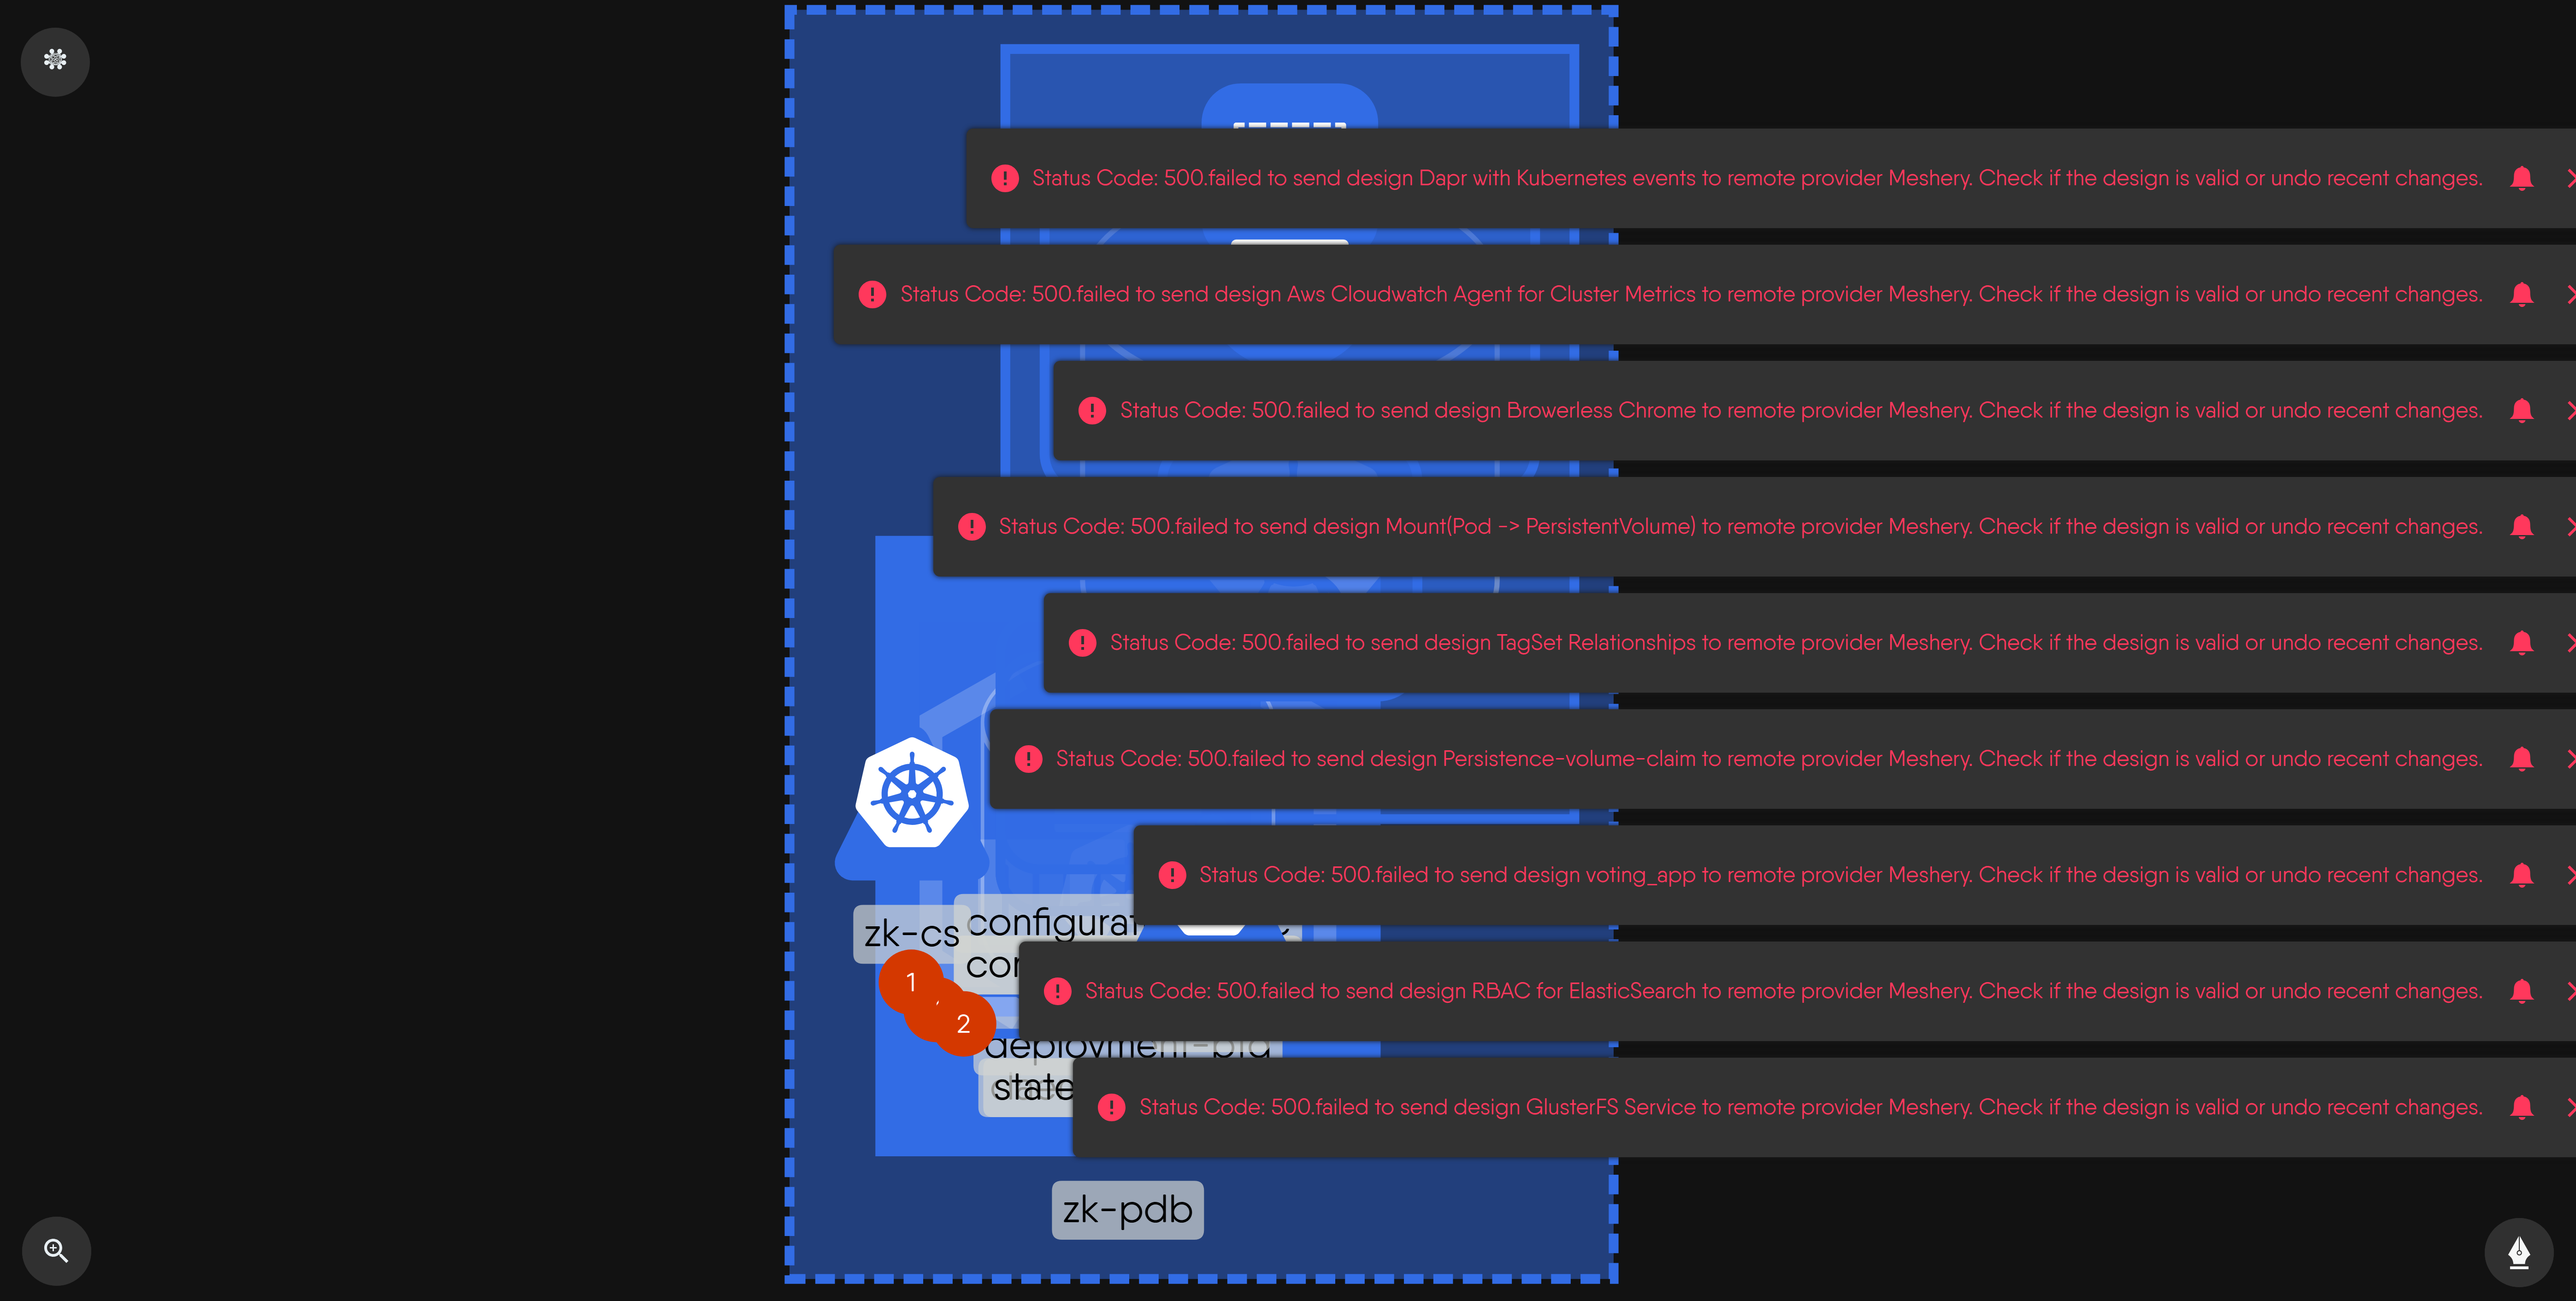 Status Code: 500.failed to send design Dapr with Kubernetes events to remote provider Meshery. Check if the design is valid or undo recent changes.
Status Code: 500.failed to send design Aws Cloudwatch Agent for Cluster Metrics to remote provider Meshery. Check if the design is valid or undo recent changes.
Status Code: 500.failed to send design Browerless Chrome to remote provider Meshery. Check if the design is valid or undo recent changes.
Status Code: 500.failed to send design Mount(Pod -> PersistentVolume) to remote provider Meshery. Check if the design is valid or undo recent changes.
Status Code: 500.failed to send design TagSet Relationships to remote provider Meshery. Check if the design is valid or undo recent changes.
Status Code: 500.failed to send design Persistence-volume-claim to remote provider Meshery. Check if the design is valid or undo recent changes.
Status Code: 500.failed to send design voting_app to remote provider Meshery. Check if the design is valid or undo recent changes.
zk-cs
configurat
con
1
Status Code: 500.failed to send design RBAC for ElasticSearch to remote provider Meshery. Check if the design is valid or undo recent changes.
2
deployment-
state
Status Code: 500.failed to send design GlusterFS Service to remote provider Meshery. Check if the design is valid or undo recent changes.
zk-pdb